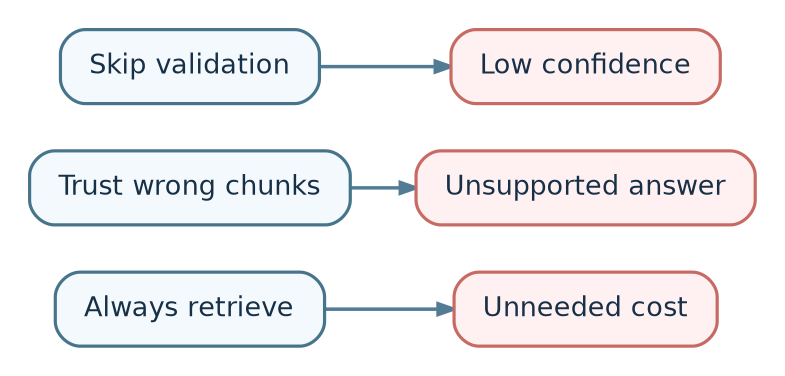 Skip validation
Low confidence
Trust wrong chunks
Unsupported answer
Always retrieve
Unneeded cost